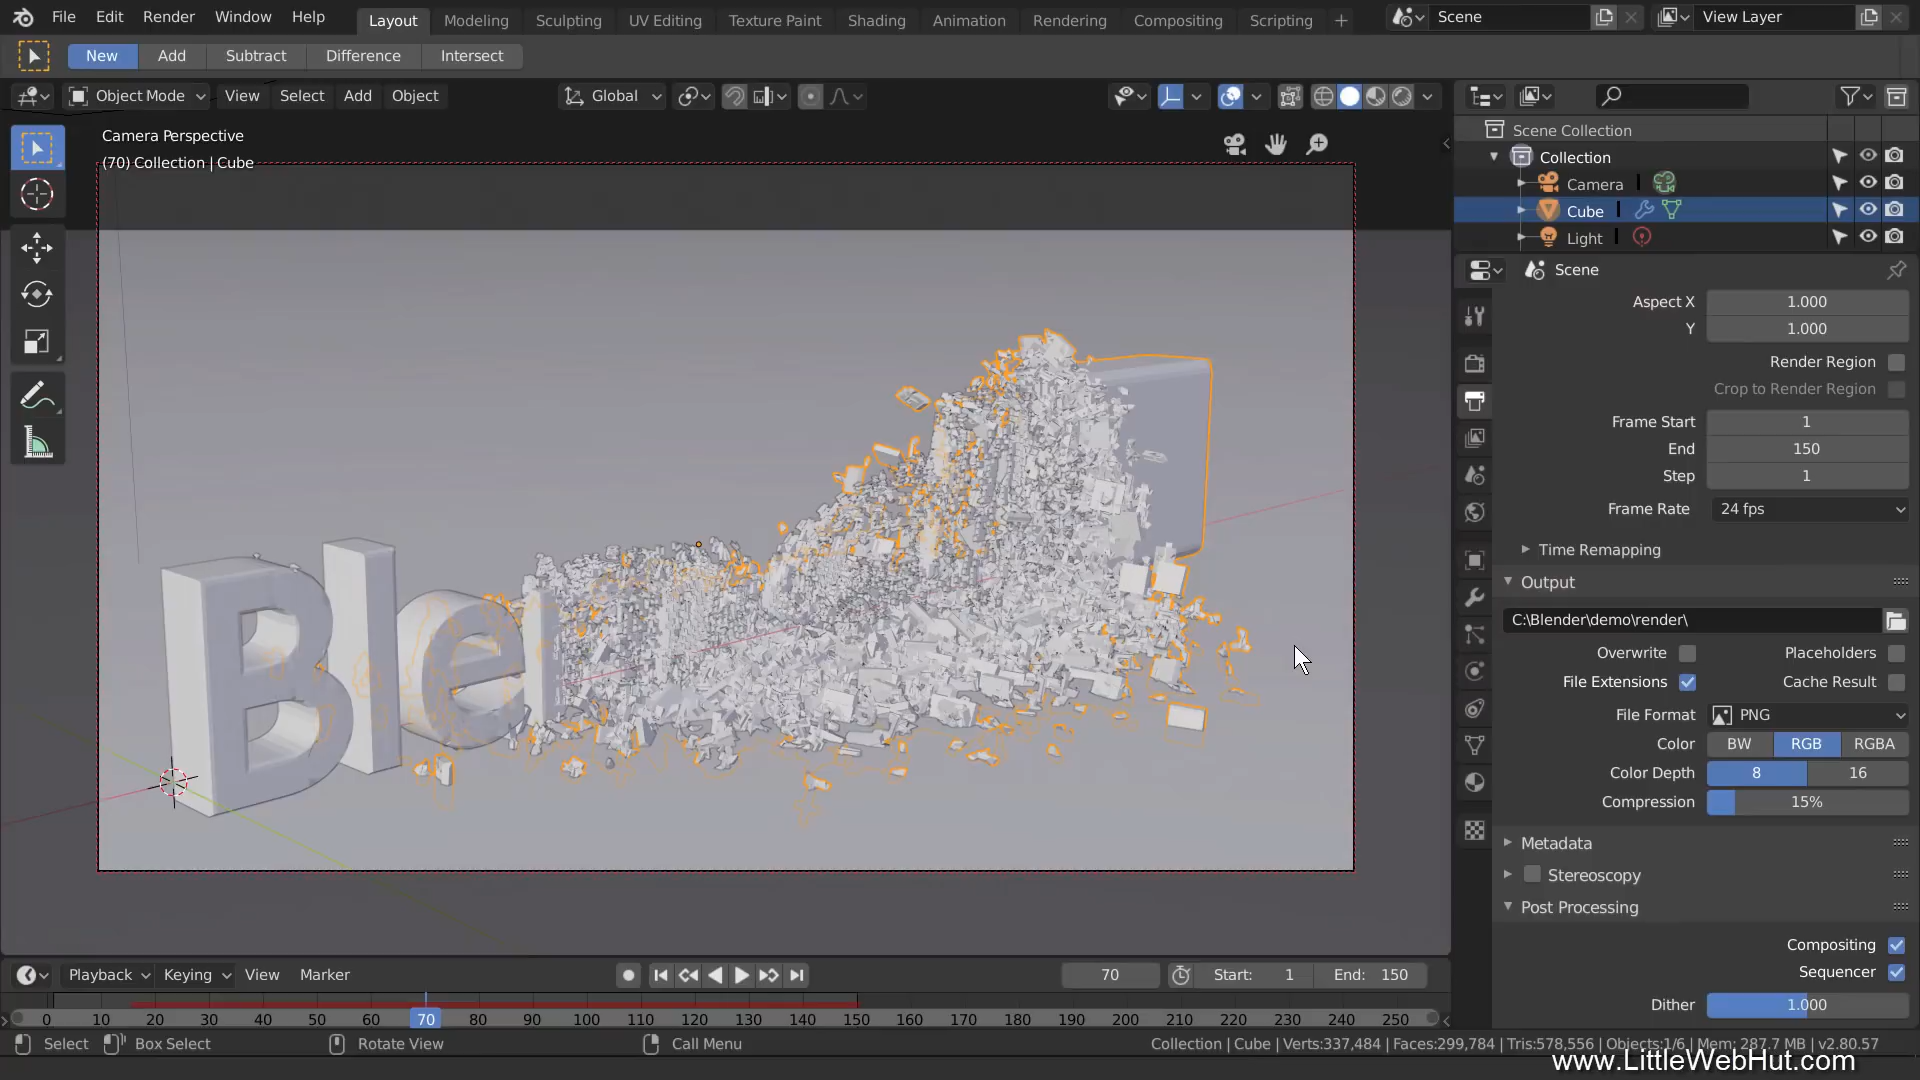 File Edit Render Window Help Layout Modeling Sculpting UV Editing Texture Paint Shading Animation Rendering Compositing Scripting + Scene View Layer
New Add Subtract Difference Intersect
Object Mode View Select Add Object Global
Camera Perspective
(70) Collection | Cube
Blen
Scene Collection
Collection
Camera
Cube
Light
Scene
Aspect X 1.000
Y 1.000
Render Region
Crop to Render Region
Frame Start 1
End 150
Step 1
Frame Rate 24 fps
Time Remapping
Output
C:\Blender\demo\render\
Overwrite Placeholders
File Extensions Cache Result
File Format PNG
Color BW RGB RGBA
Color Depth 8 16
Compression 15%
Metadata
Stereoscopy
Post Processing
Compositing
Sequencer
Dither 1.000
Playback Keying View Marker 70 Start: 1 End: 150
0 10 20 30 40 50 60 70 80 90 100 110 120 130 140 150 160 170 180 190 200 210 220 230 240 250
Select Box Select Rotate View Call Menu Collection | Cube | Verts:337,484 | Faces:299,784 | Tris:578,556 | Objects:1/6 | Mem: 287.7 MB | v2.80.57
www.LittleWebHut.com